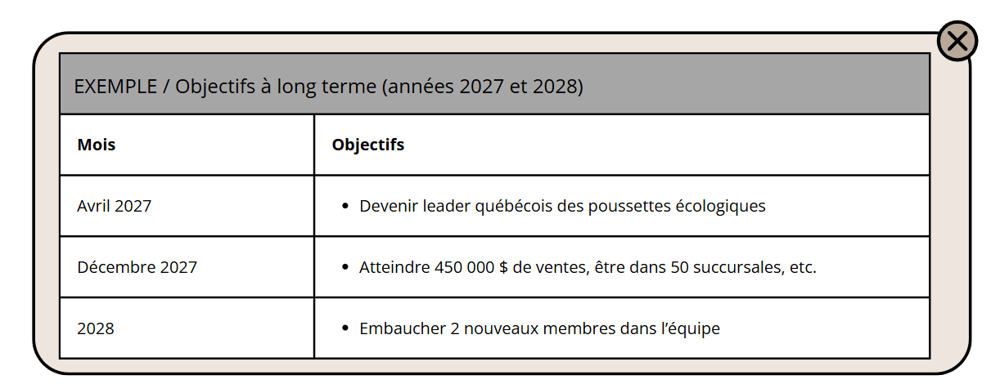 EXEMPLE / Objectifs à long terme (années 2027 et 2028)
Mois
Objectifs
Avril 2027
• Devenir leader québécois des poussettes écologiques
Décembre 2027
• Atteindre 450 000 $ de ventes, être dans 50 succursales, etc.
2028
• Embaucher 2 nouveaux membres dans l’équipe